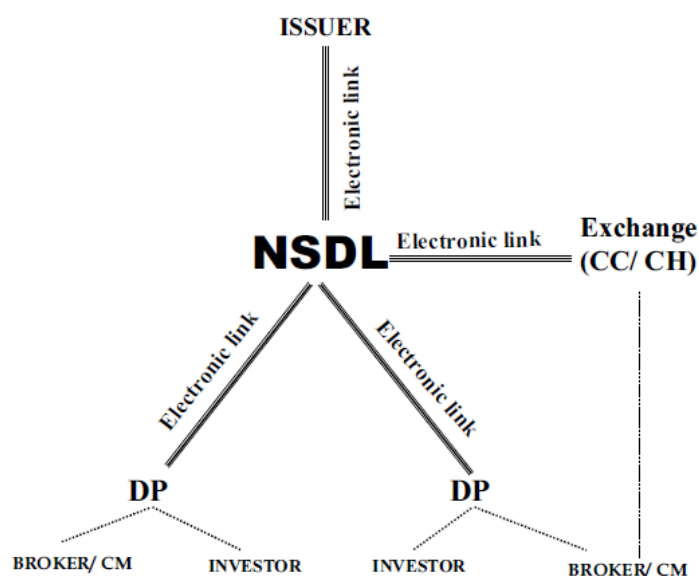 ISSUER
Electronic link
NSDL
Electronic link
Exchange
(CC/ CH)
Electronic link
Electronic link
DP
DP
BROKER/ CM
INVESTOR
INVESTOR
BROKER/ CM